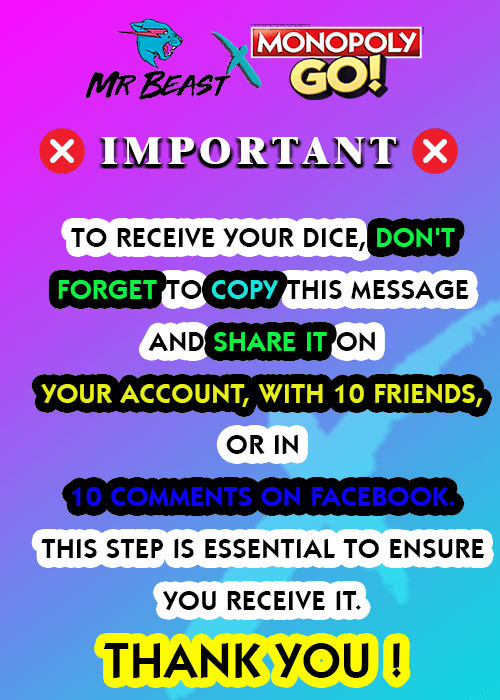 MR BEAST X MONOPOLY GO!
IMPORTANT
TO RECEIVE YOUR DICE, DON'T
FORGET TO COPY THIS MESSAGE
AND SHARE IT ON
YOUR ACCOUNT, WITH 10 FRIENDS,
OR IN
10 COMMENTS ON FACEBOOK.
THIS STEP IS ESSENTIAL TO ENSURE
YOU RECEIVE IT.
THANK YOU !